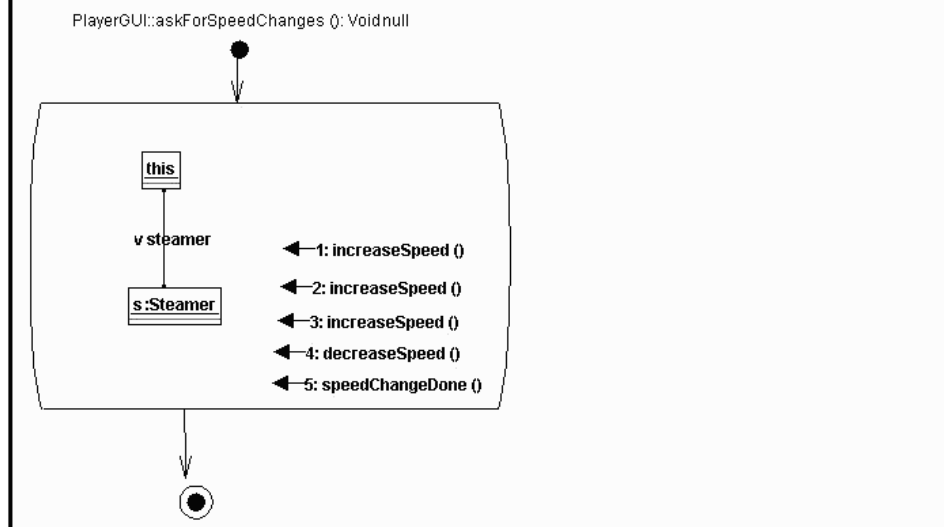 PlayerGUI::askForSpeedChanges (): Voidnull
this
v steamer
1: increaseSpeed ()
2: increaseSpeed ()
s :Steamer
3: increaseSpeed ()
4: decreaseSpeed ()
5: speedChangeDone ()